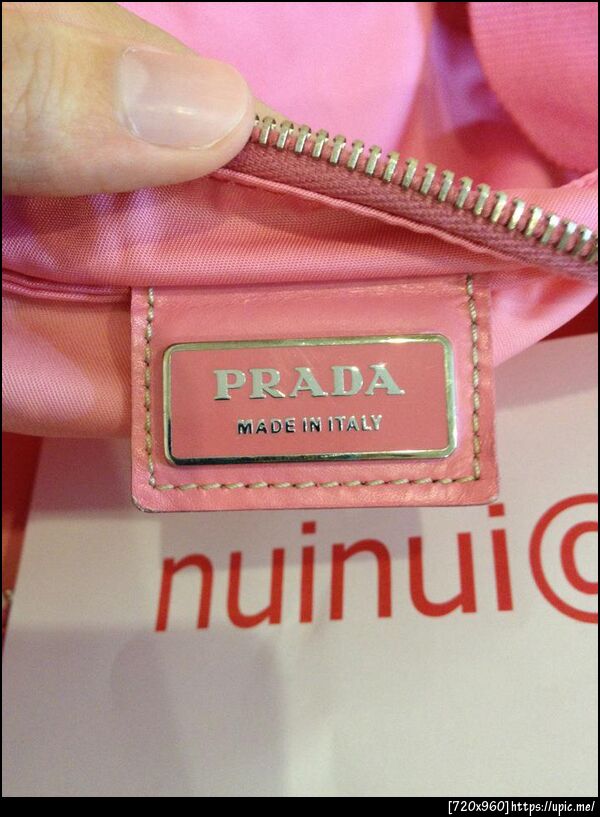 PRADA
MADE IN ITALY
nuinui©
[720x960]https://upic.me/